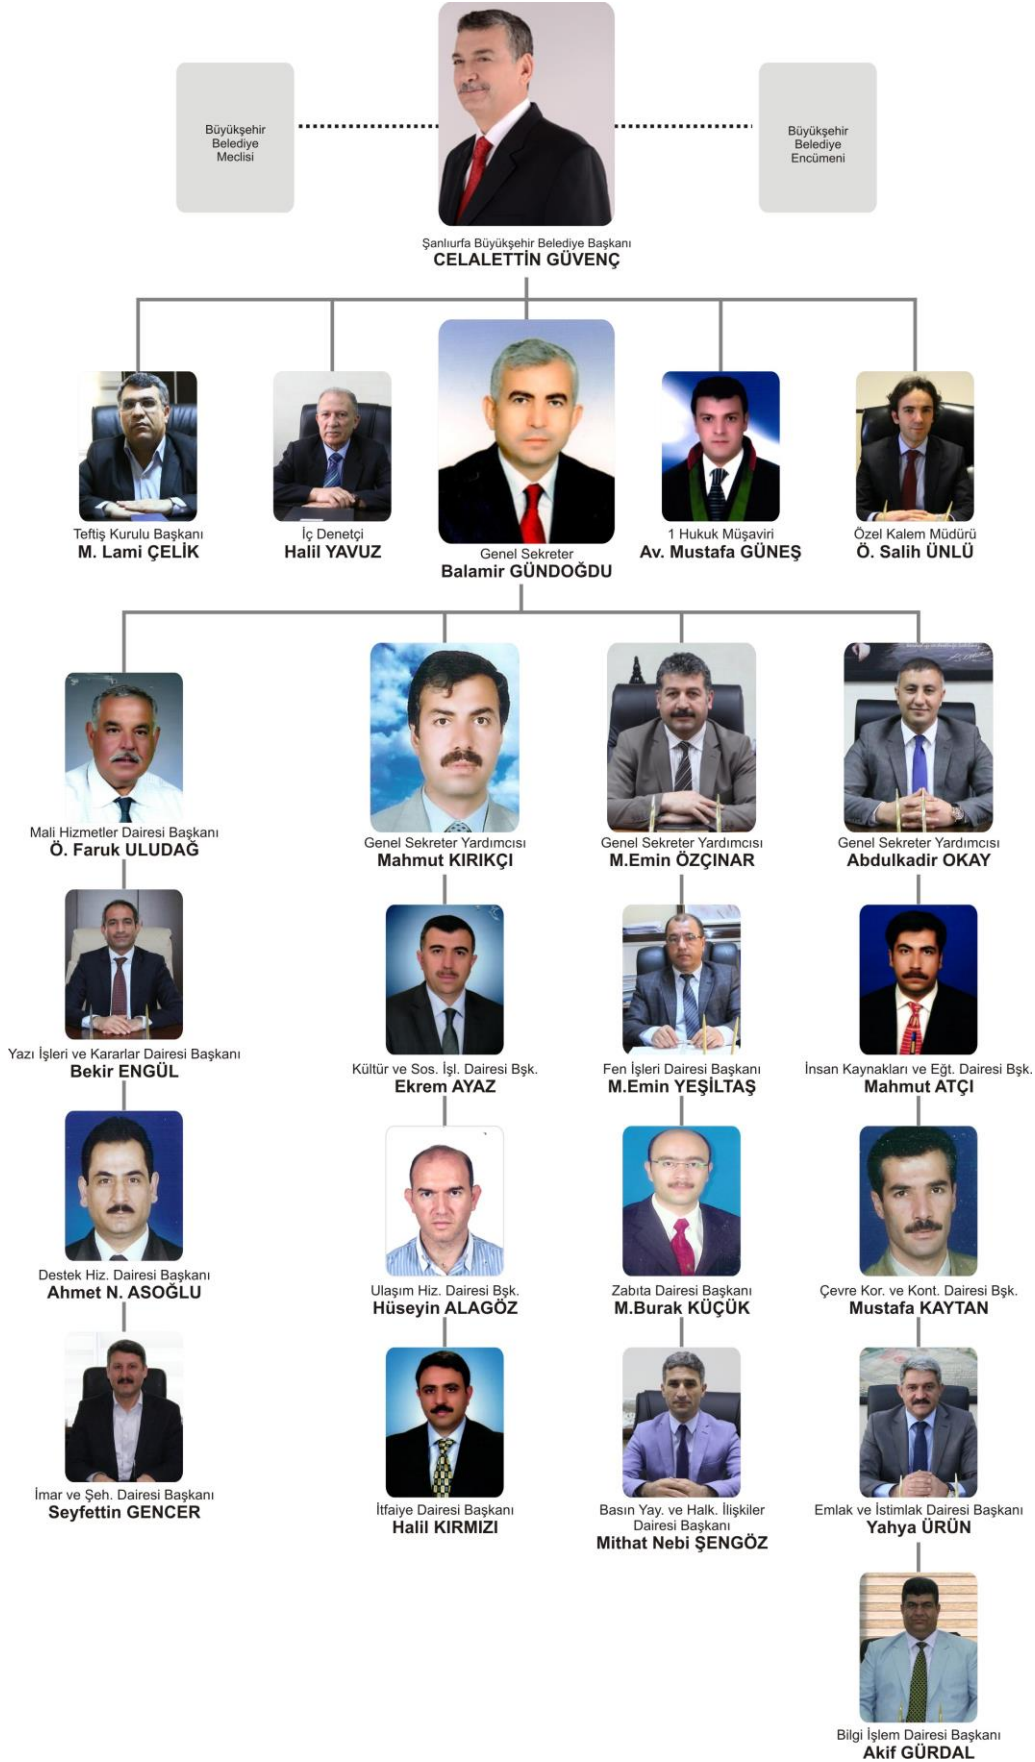 Büyükşehir
Belediye
Meclisi
Büyükşehir
Belediye
Encümeni
Şanlıurfa Büyükşehir Belediye Başkanı
CELALETTİN GÜVENÇ
Teftiş Kurulu Başkanı
M. Lami ÇELİK
İç Denetçi
Halil YAVUZ
Genel Sekreter
Balamir GÜNDOĞDU
1 Hukuk Müşaviri
Av. Mustafa GÜNEŞ
Özel Kalem Müdürü
Ö. Salih ÜNLÜ
Mali Hizmetler Dairesi Başkanı
Ö. Faruk ULUDAĞ
Genel Sekreter Yardımcısı
Mahmut KIRIKÇI
Genel Sekreter Yardımcısı
M.Emin ÖZÇINAR
Genel Sekreter Yardımcısı
Abdulkadir OKAY
Yazı İşleri ve Kararlar Dairesi Başkanı
Bekir ENGÜL
Kültür ve Sos. İşl. Dairesi Bşk.
Ekrem AYAZ
Fen İşleri Dairesi Başkanı
M.Emin YEŞİLTAŞ
İnsan Kaynakları ve Eğt. Dairesi Bşk.
Mahmut ATÇI
Destek Hiz. Dairesi Başkanı
Ahmet N. ASOĞLU
Ulaşım Hiz. Dairesi Bşk.
Hüseyin ALAGÖZ
Zabıta Dairesi Başkanı
M.Burak KÜÇÜK
Çevre Kor. ve Kont. Dairesi Bşk.
Mustafa KAYTAN
İmar ve Şeh. Dairesi Başkanı
Seyfettin GENCER
İtfaiye Dairesi Başkanı
Halil KIRMIZI
Basın Yay. ve Halk. İlişkiler
Dairesi Başkanı
Mithat Nebi ŞENGÖZ
Emlak ve İstimlak Dairesi Başkanı
Yahya ÜRÜN
Bilgi İşlem Dairesi Başkanı
Akif GÜRDAL